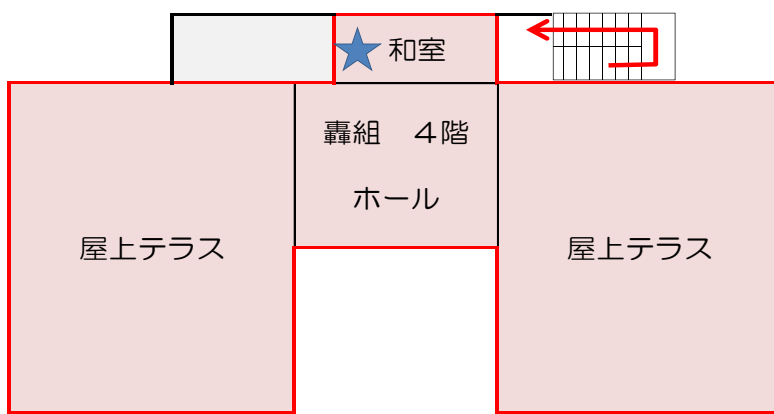 和室
轟組　４階
ホール
屋上テラス
屋上テラス